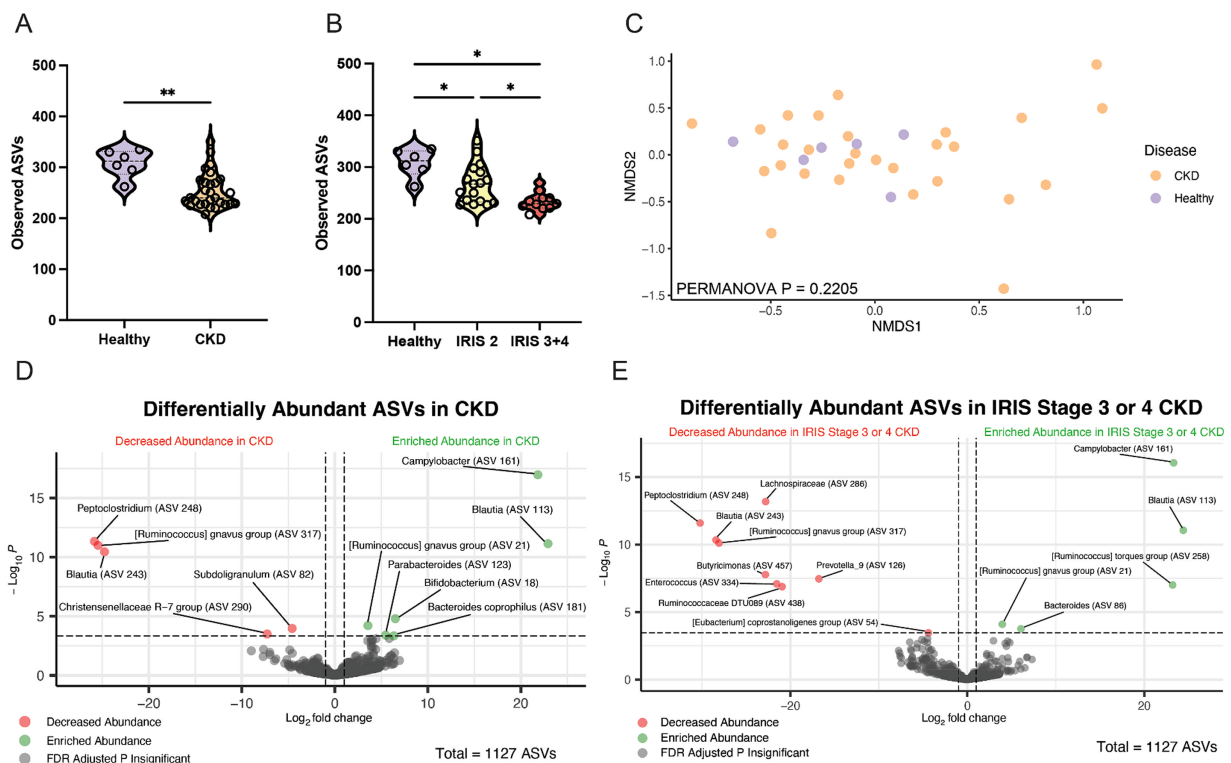 A
500
400
300
200
100
0
Observed ASVs
**
Healthy
CKD
B
500
400
300
200
100
0
Observed ASVs
*
*
*
Healthy
IRIS 2
IRIS 3+4
C
1.0
0.5
0.0
−0.5
−1.0
−1.5
NMDS2
PERMANOVA P = 0.2205
−0.5
0.0
0.5
1.0
NMDS1
Disease
CKD
Healthy
D
Differentially Abundant ASVs in CKD
Decreased Abundance in CKD
Enriched Abundance in CKD
Campylobacter (ASV 161)
Peptoclostridium (ASV 248)
Blautia (ASV 113)
[Ruminococcus] gnavus group (ASV 317)
[Ruminococcus] gnavus group (ASV 21)
Blautia (ASV 243)
Subdoligranulum (ASV 82)
Parabacteroides (ASV 123)
Bifidobacterium (ASV 18)
Christensenellaceae R−7 group (ASV 290)
Bacteroides coprophilus (ASV 181)
15
10
5
0
− Log10 P
−20
−10
0
10
20
Log2 fold change
Decreased Abundance
Enriched Abundance
FDR Adjusted P Insignificant
Total = 1127 ASVs
E
Differentially Abundant ASVs in IRIS Stage 3 or 4 CKD
Decreased Abundance in IRIS Stage 3 or 4 CKD
Enriched Abundance in IRIS Stage 3 or 4 CKD
Campylobacter (ASV 161)
Lachnospiraceae (ASV 286)
Peptoclostridium (ASV 248)
Blautia (ASV 113)
Blautia (ASV 243)
[Ruminococcus] gnavus group (ASV 317)
[Ruminococcus] torques group (ASV 258)
Butyricimonas (ASV 457)
Prevotella_9 (ASV 126)
[Ruminococcus] gnavus group (ASV 21)
Enterococcus (ASV 334)
Ruminococcaceae DTU089 (ASV 438)
Bacteroides (ASV 86)
[Eubacterium] coprostanoligenes group (ASV 54)
15
10
5
0
− Log10 P
−20
0
20
Log2 fold change
Decreased Abundance
Enriched Abundance
FDR Adjusted P Insignificant
Total = 1127 ASVs